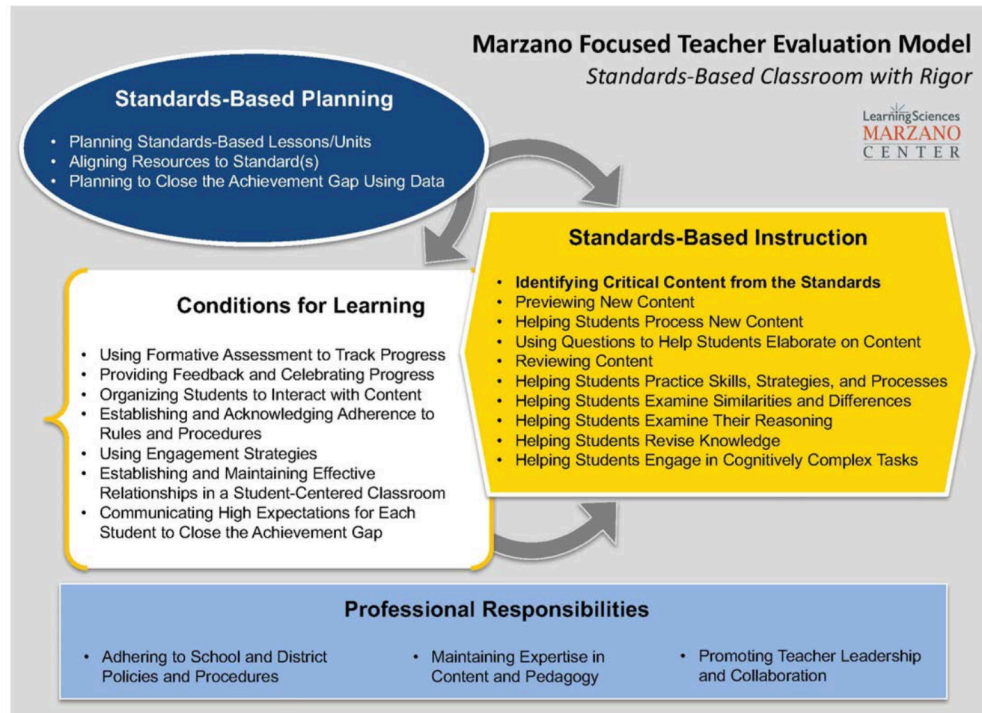 Marzano Focused Teacher Evaluation Model
Standards-Based Classroom with Rigor
LearningSciences
MARZANO
CENTER
Standards-Based Planning
• Planning Standards-Based Lessons/Units
• Aligning Resources to Standard(s)
• Planning to Close the Achievement Gap Using Data
Standards-Based Instruction
• Identifying Critical Content from the Standards
• Previewing New Content
• Helping Students Process New Content
• Using Questions to Help Students Elaborate on Content
• Reviewing Content
• Helping Students Practice Skills, Strategies, and Processes
• Helping Students Examine Similarities and Differences
• Helping Students Examine Their Reasoning
• Helping Students Revise Knowledge
• Helping Students Engage in Cognitively Complex Tasks
Conditions for Learning
• Using Formative Assessment to Track Progress
• Providing Feedback and Celebrating Progress
• Organizing Students to Interact with Content
• Establishing and Acknowledging Adherence to
Rules and Procedures
• Using Engagement Strategies
• Establishing and Maintaining Effective
Relationships in a Student-Centered Classroom
• Communicating High Expectations for Each
Student to Close the Achievement Gap
Professional Responsibilities
• Adhering to School and District
Policies and Procedures
• Maintaining Expertise in
Content and Pedagogy
• Promoting Teacher Leadership
and Collaboration